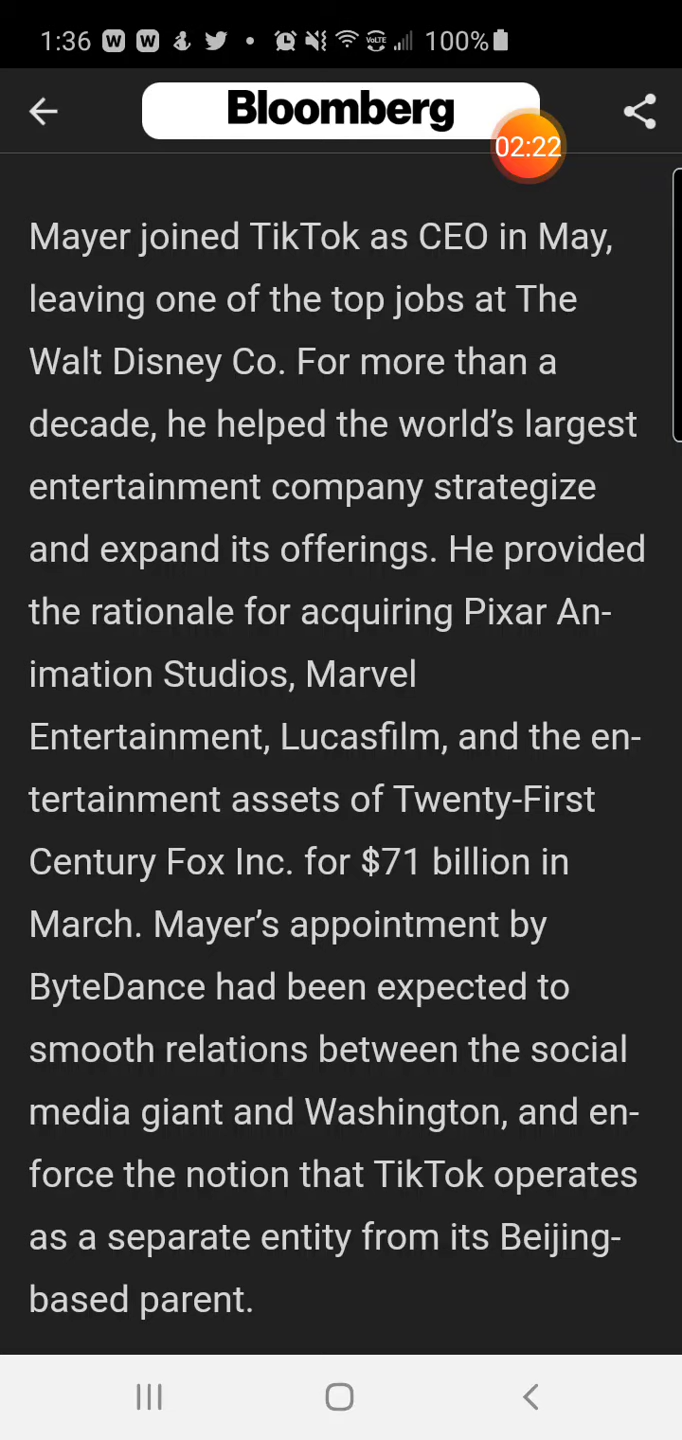 1:36 W W 100%
Bloomberg
02:22
Mayer joined TikTok as CEO in May,
leaving one of the top jobs at The
Walt Disney Co. For more than a
decade, he helped the world’s largest
entertainment company strategize
and expand its offerings. He provided
the rationale for acquiring Pixar An-
imation Studios, Marvel
Entertainment, Lucasfilm, and the en-
tertainment assets of Twenty-First
Century Fox Inc. for $71 billion in
March. Mayer’s appointment by
ByteDance had been expected to
smooth relations between the social
media giant and Washington, and en-
force the notion that TikTok operates
as a separate entity from its Beijing-
based parent.